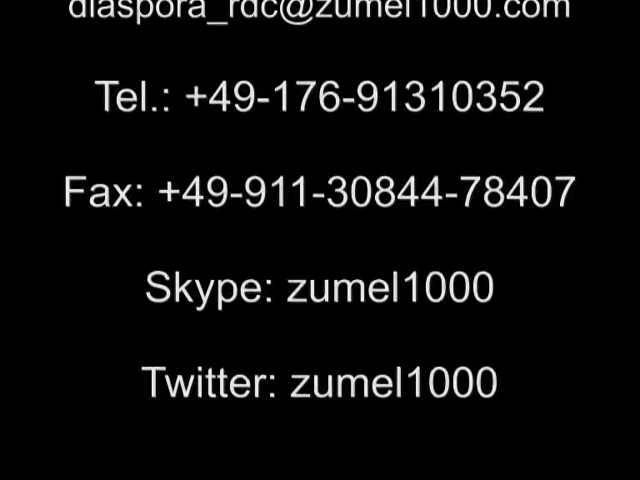 diaspora_rdc@zumel1000.com
Tel.: +49-176-91310352
Fax: +49-911-30844-78407
Skype: zumel1000
Twitter: zumel1000